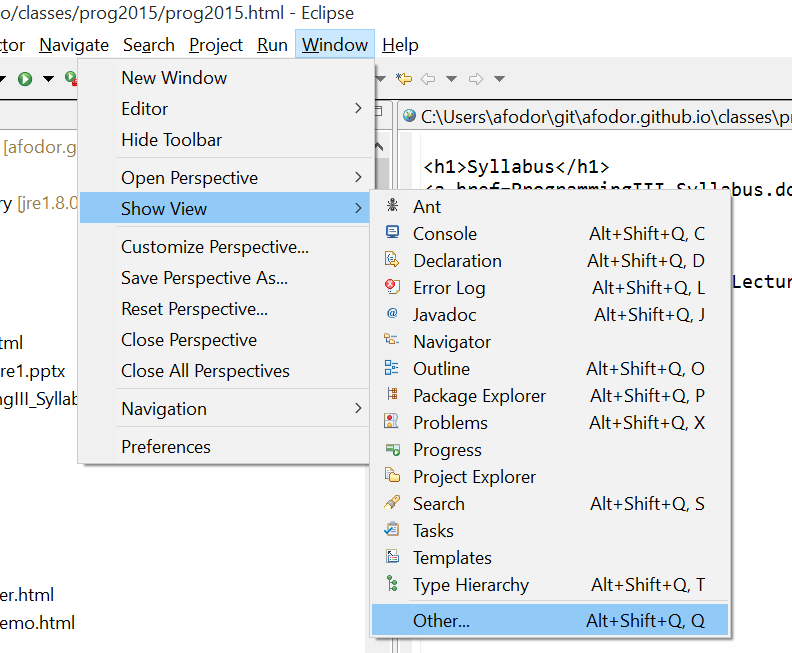 o/classes/prog2015/prog2015.html - Eclipse
ctor Navigate Search Project Run Window Help
New Window
Editor
Hide Toolbar
Open Perspective
Show View
Customize Perspective...
Save Perspective As...
Reset Perspective...
Close Perspective
Close All Perspectives
Navigation
Preferences
[afodor.g
ry [jre1.8.0
tml
re1.pptx
ngIII_Syllab
er.html
emo.html
C:\Users\afodor\git\afodor.github.io\classes\pr
<h1>Syllabus</h1>
<a href=ProgrammingIII_Syllabus.do
Lectur
Ant
Console Alt+Shift+Q, C
Declaration Alt+Shift+Q, D
Error Log Alt+Shift+Q, L
Javadoc Alt+Shift+Q, J
Navigator
Outline Alt+Shift+Q, O
Package Explorer Alt+Shift+Q, P
Problems Alt+Shift+Q, X
Progress
Project Explorer
Search Alt+Shift+Q, S
Tasks
Templates
Type Hierarchy Alt+Shift+Q, T
Other... Alt+Shift+Q, Q